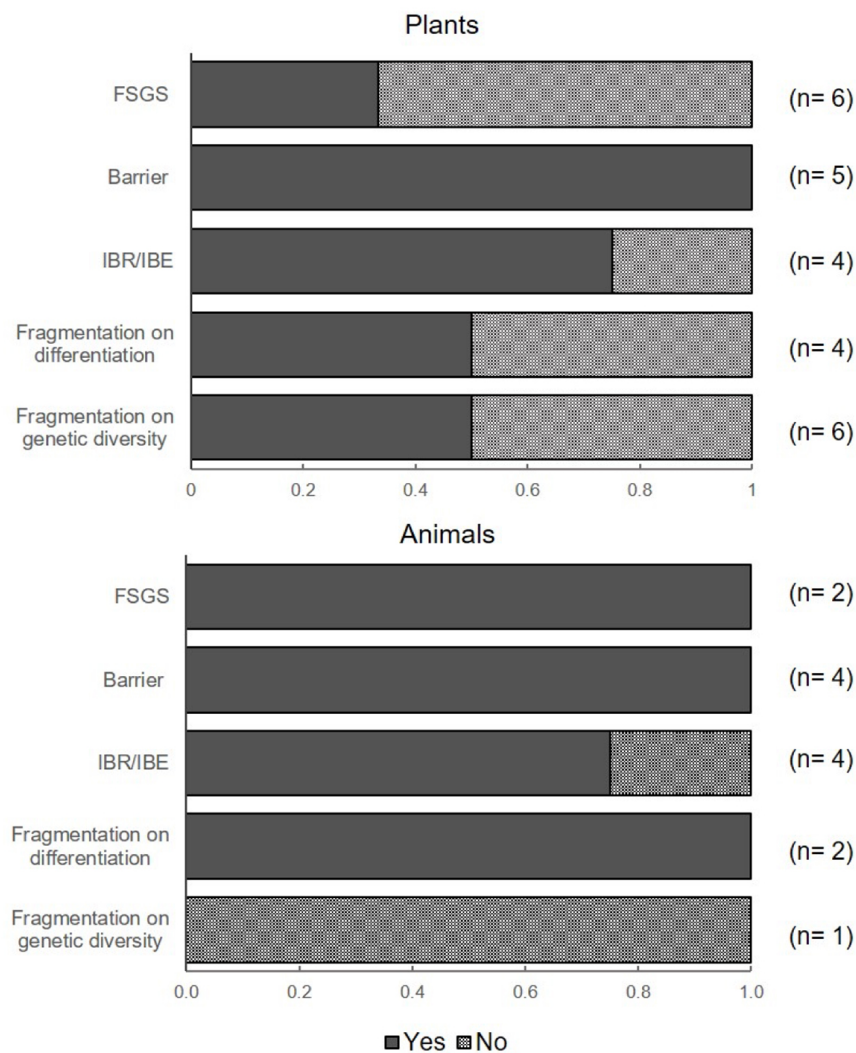 Plants
FSGS
(n= 6)
Barrier
(n= 5)
IBR/IBE
(n= 4)
Fragmentation on
differentiation
(n= 4)
Fragmentation on
genetic diversity
(n= 6)
0 0.2 0.4 0.6 0.8 1
Animals
FSGS
(n= 2)
Barrier
(n= 4)
IBR/IBE
(n= 4)
Fragmentation on
differentiation
(n= 2)
Fragmentation on
genetic diversity
(n= 1)
0.0 0.2 0.4 0.6 0.8 1.0
Yes No